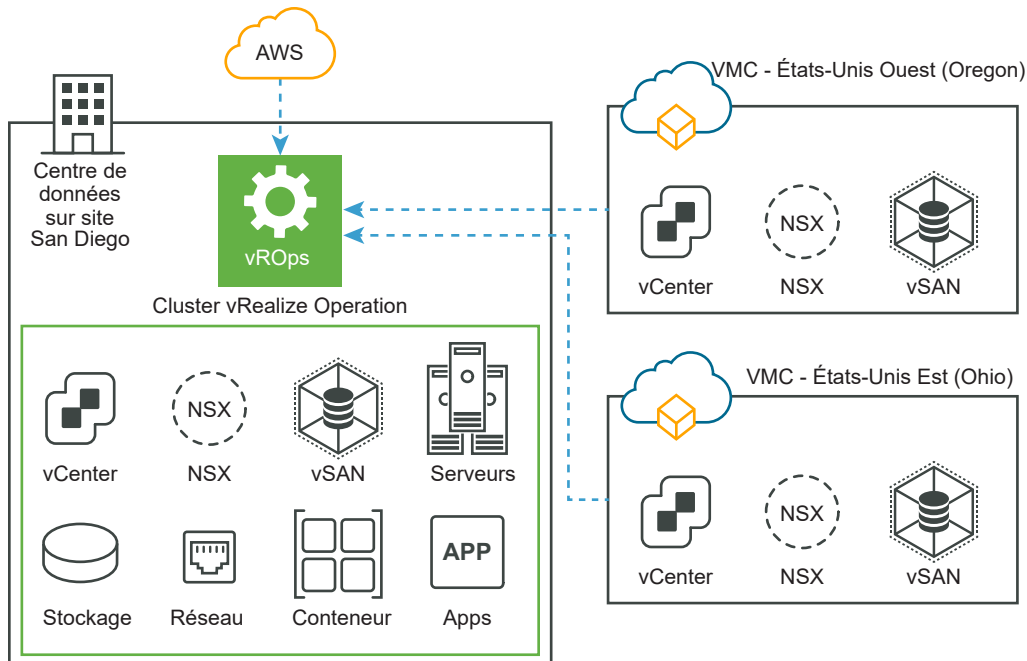 AWS
VMC - États-Unis Ouest (Oregon)
Centre de
données
sur site
San Diego
vROps
Cluster vRealize Operation
NSX
vCenter
NSX
vSAN
VMC - États-Unis Est (Ohio)
NSX
vCenter
NSX
vSAN
Serveurs
NSX
vCenter
NSX
vSAN
APP
Stockage
Réseau
Conteneur
Apps